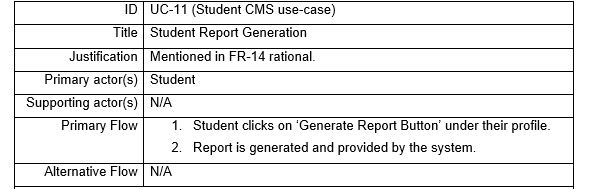 ID UC-11 (Student CMS use-case)
Title Student Report Generation
Justification Mentioned in FR-14 rational.
Primary actor(s) Student
Supporting actor(s) N/A
Primary Flow 1. Student clicks on ‘Generate Report Button’ under their profile.
2. Report is generated and provided by the system.
Alternative Flow N/A